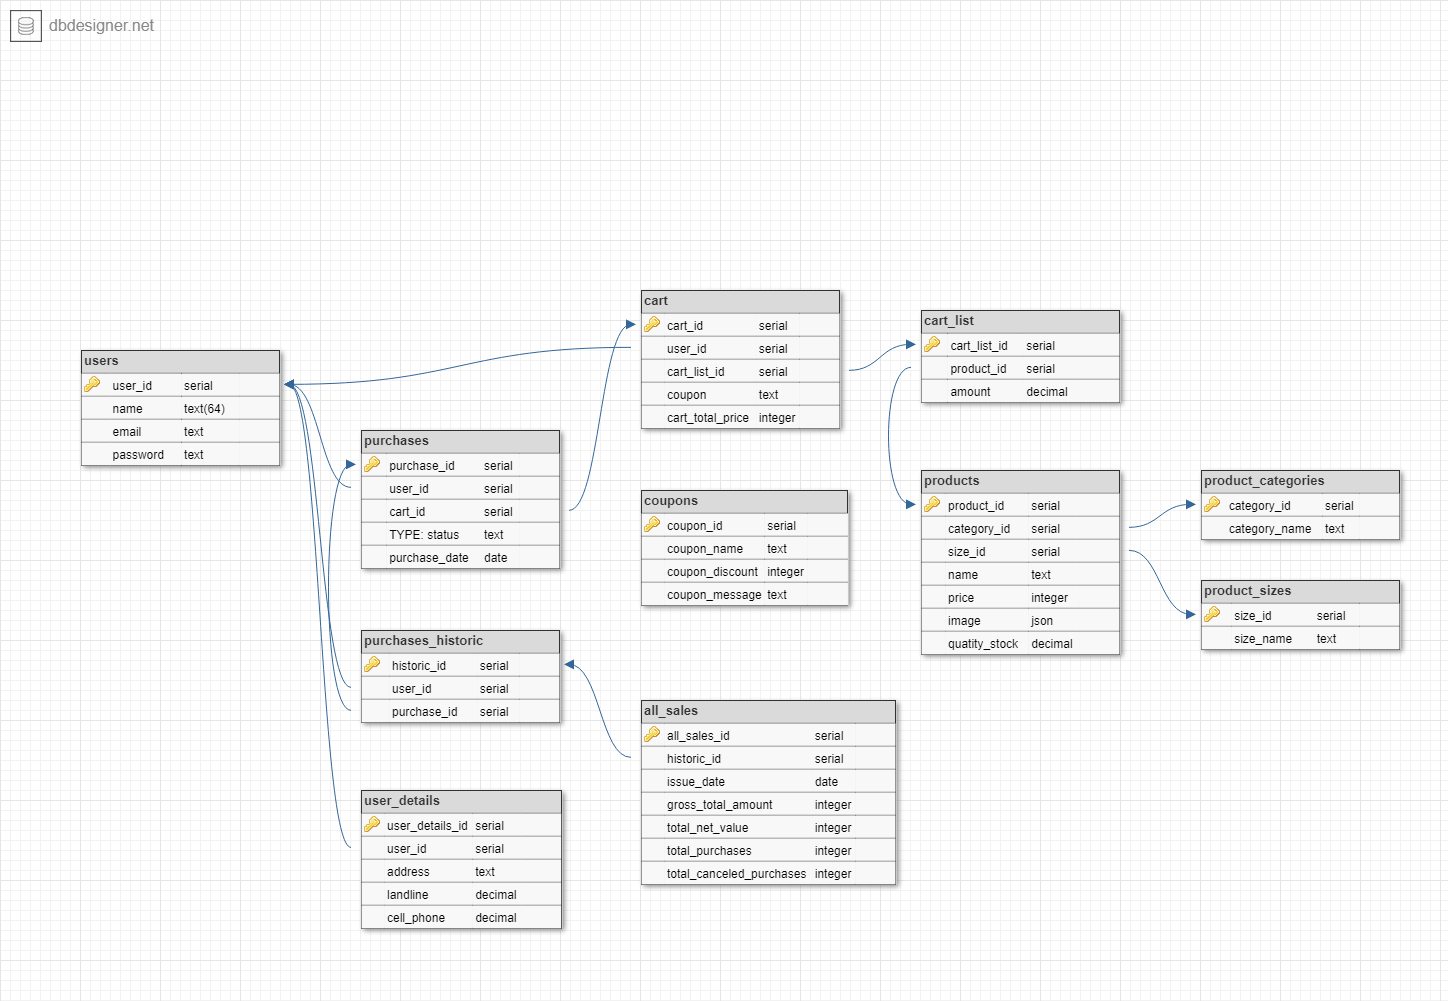 dbdesigner.net
users
user_id serial
name text(64)
email text
password text
purchases
purchase_id serial
user_id serial
cart_id serial
TYPE: status text
purchase_date date
purchases_historic
historic_id serial
user_id serial
purchase_id serial
user_details
user_details_id serial
user_id serial
address text
landline decimal
cell_phone decimal
cart
cart_id serial
user_id serial
cart_list_id serial
coupon text
cart_total_price integer
coupons
coupon_id serial
coupon_name text
coupon_discount integer
coupon_message text
all_sales
all_sales_id serial
historic_id serial
issue_date date
gross_total_amount integer
total_net_value integer
total_purchases integer
total_canceled_purchases integer
cart_list
cart_list_id serial
product_id serial
amount decimal
products
product_id serial
category_id serial
size_id serial
name text
price integer
image json
quatity_stock decimal
product_categories
category_id serial
category_name text
product_sizes
size_id serial
size_name text